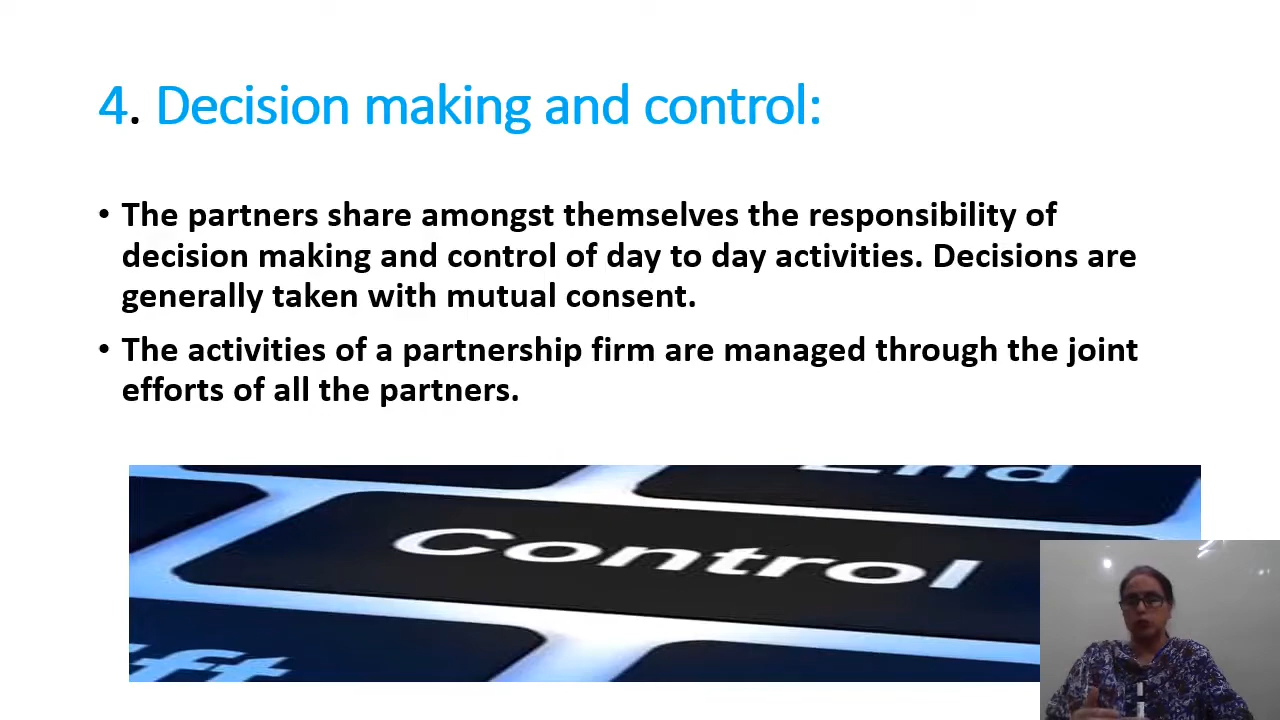 4. Decision making and control:
• The partners share amongst themselves the responsibility of
decision making and control of day to day activities. Decisions are
generally taken with mutual consent.
• The activities of a partnership firm are managed through the joint
efforts of all the partners.
End
Control
ft